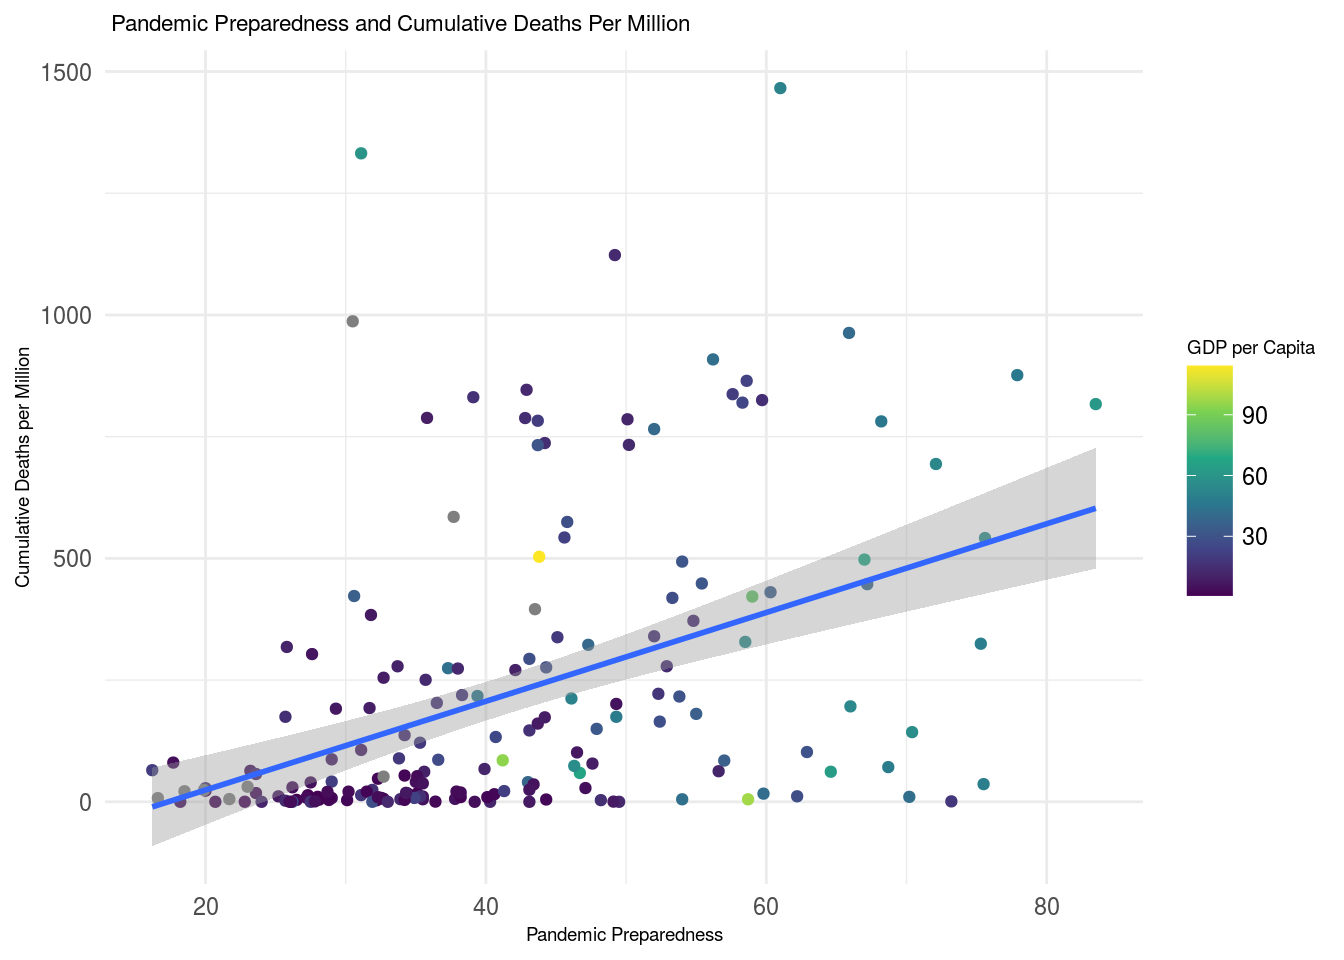 Pandemic Preparedness and Cumulative Deaths Per Million
1500
1000
500
0
Cumulative Deaths per Million
20 40 60 80
Pandemic Preparedness
GDP per Capita
90
60
30